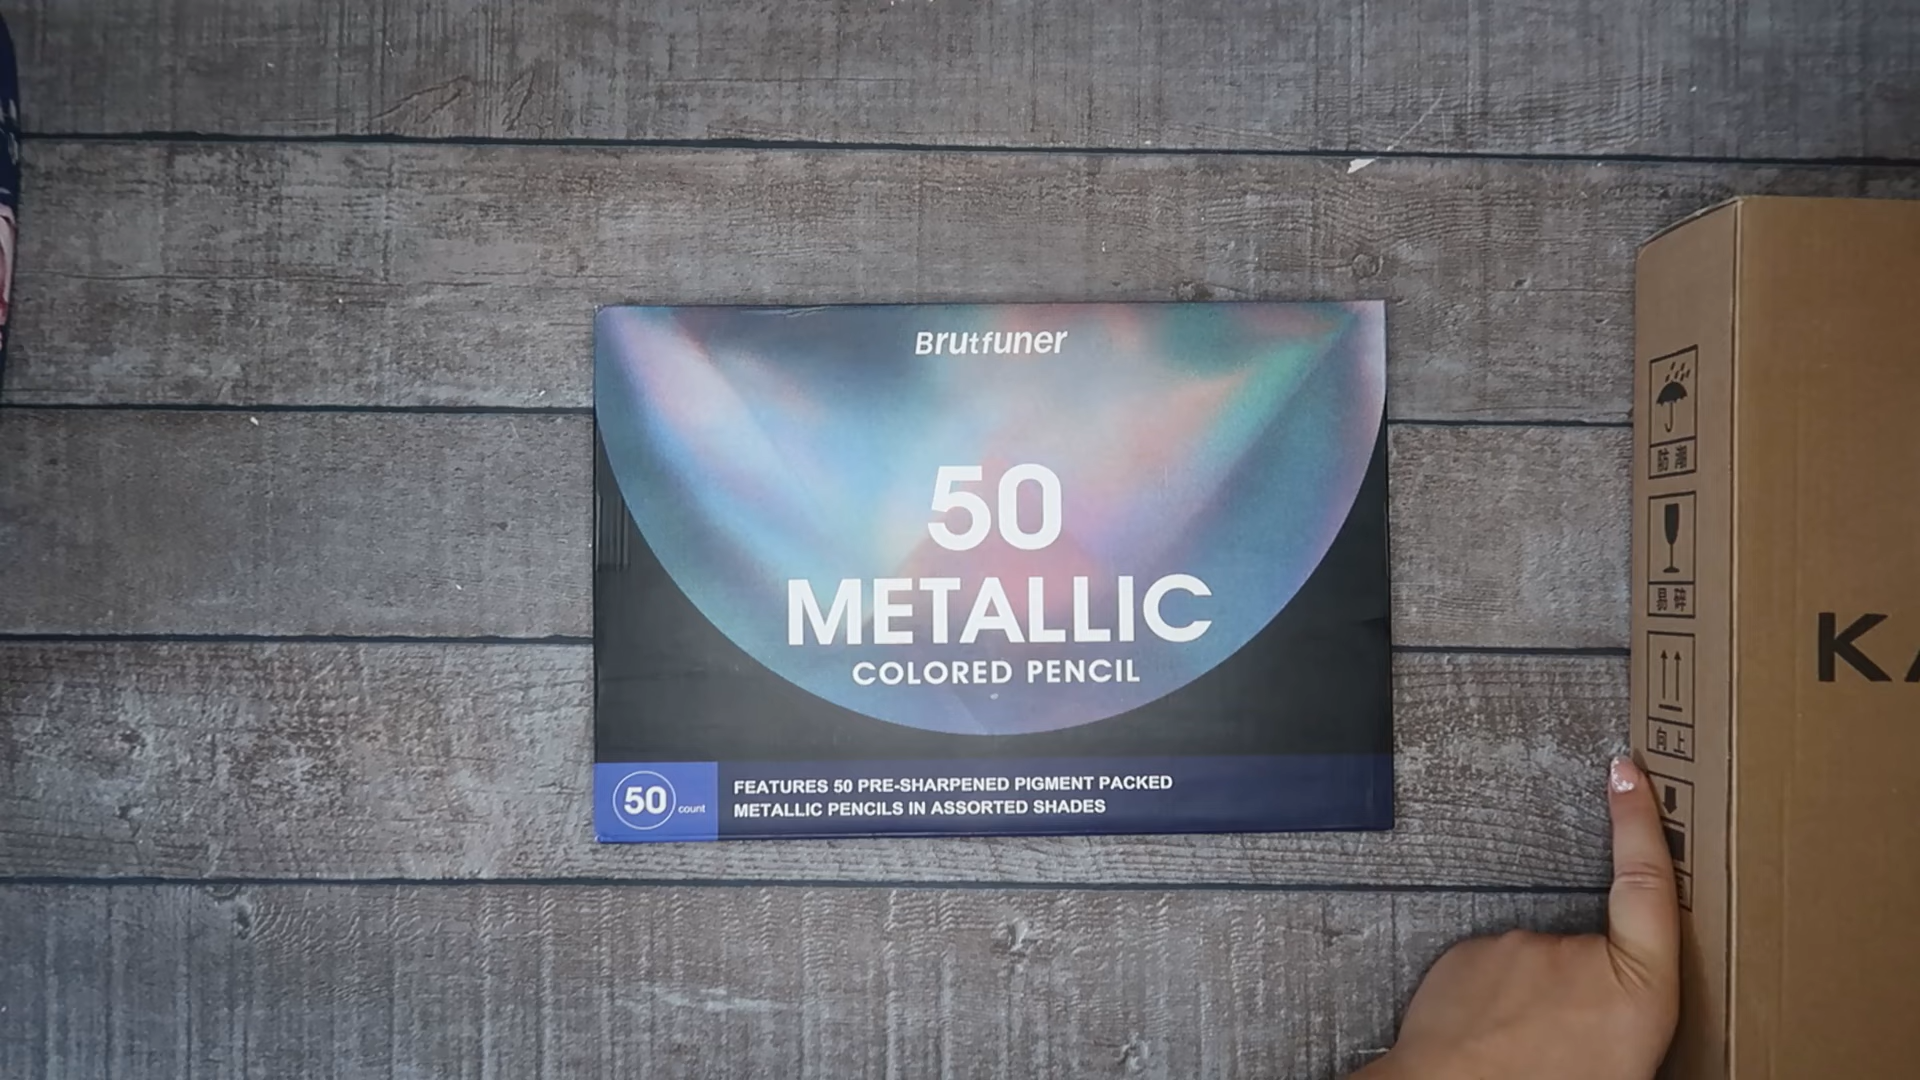 Brutfuner
50
METALLIC
COLORED PENCIL
50 count
FEATURES 50 PRE-SHARPENED PIGMENT PACKED
METALLIC PENCILS IN ASSORTED SHADES
防潮
易碎
向上